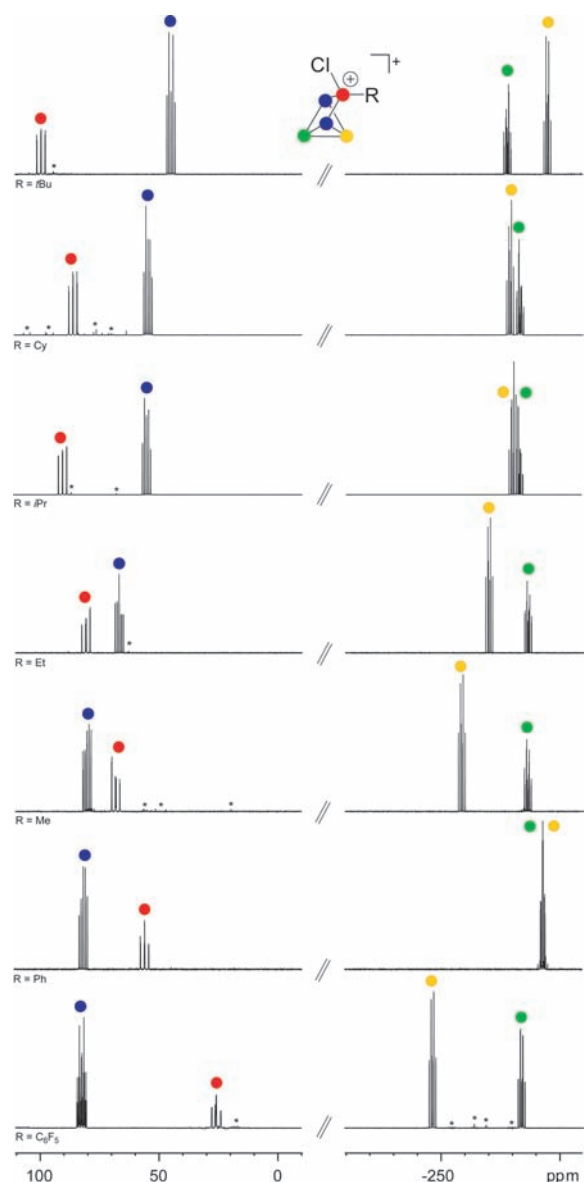 Cl
+
R
+
R = tBu
R = Cy
R = iPr
R = Et
R = Me
R = Ph
R = C₆F₅
100 50 0 -250 ppm